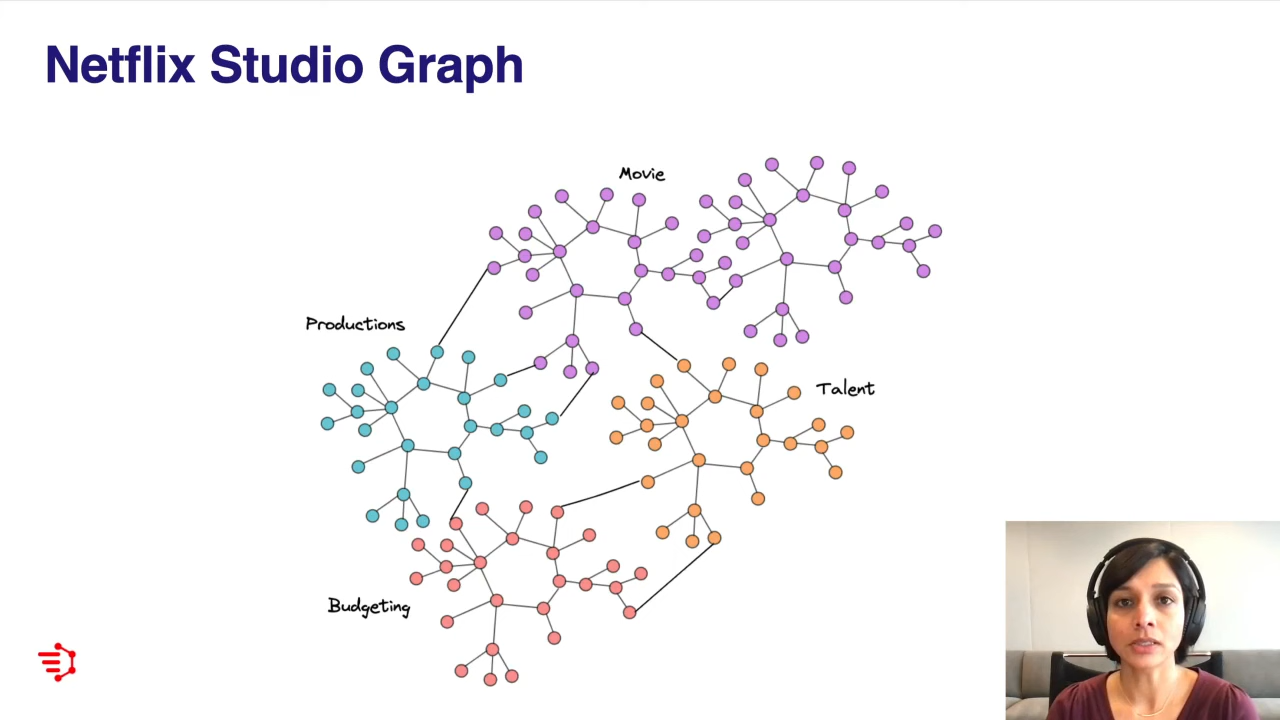 Netflix Studio Graph
Movie
Productions
Talent
Budgeting